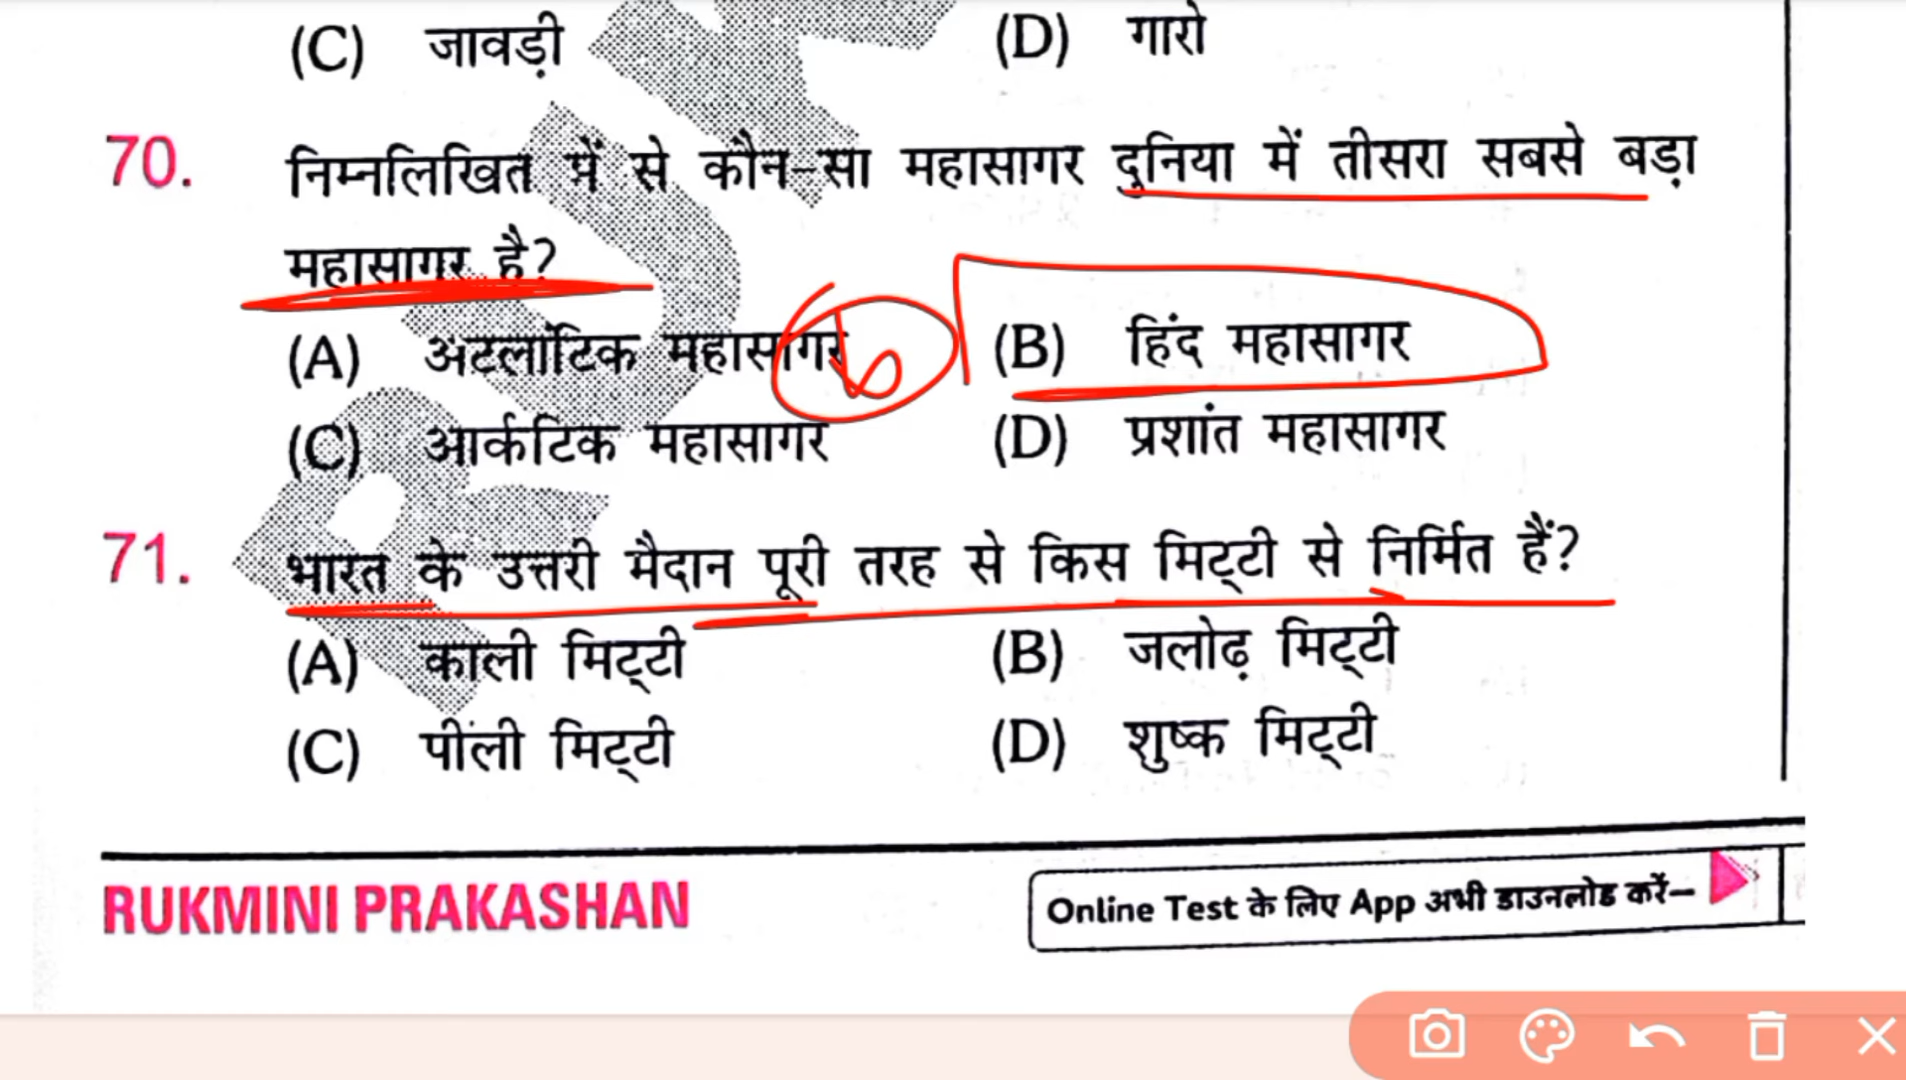 (C) जावड़ी (D) गारो
70. निम्नलिखित में से कौन-सा महासागर दुनिया में तीसरा सबसे बड़ा
महासागर है?
(A) अटलांटिक महासागर (B) हिंद महासागर
b
(C) आर्कटिक महासागर (D) प्रशांत महासागर
71. भारत के उत्तरी मैदान पूरी तरह से किस मिट्टी से निर्मित हैं?
(A) काली मिट्टी (B) जलोढ़ मिट्टी
(C) पीली मिट्टी (D) शुष्क मिट्टी
RUKMINI PRAKASHAN
Online Test के लिए App अभी डाउनलोड करें–